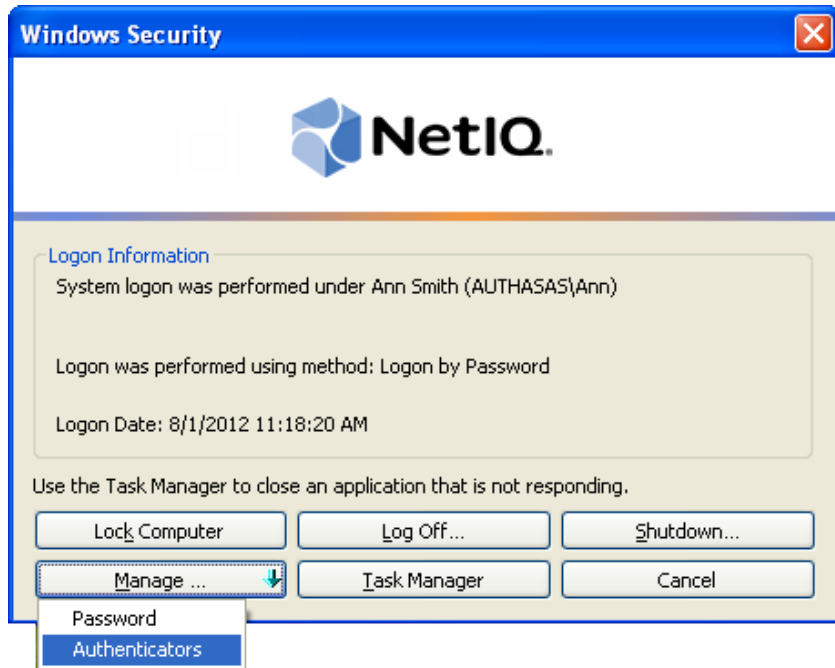 Windows Security
NetIQ.
Logon Information
System logon was performed under Ann Smith (AUTHASAS\Ann)
Logon was performed using method: Logon by Password
Logon Date: 8/1/2012 11:18:20 AM
Use the Task Manager to close an application that is not responding.
Lock Computer
Log Off...
Shutdown...
Manage ...
Task Manager
Cancel
Password
Authenticators